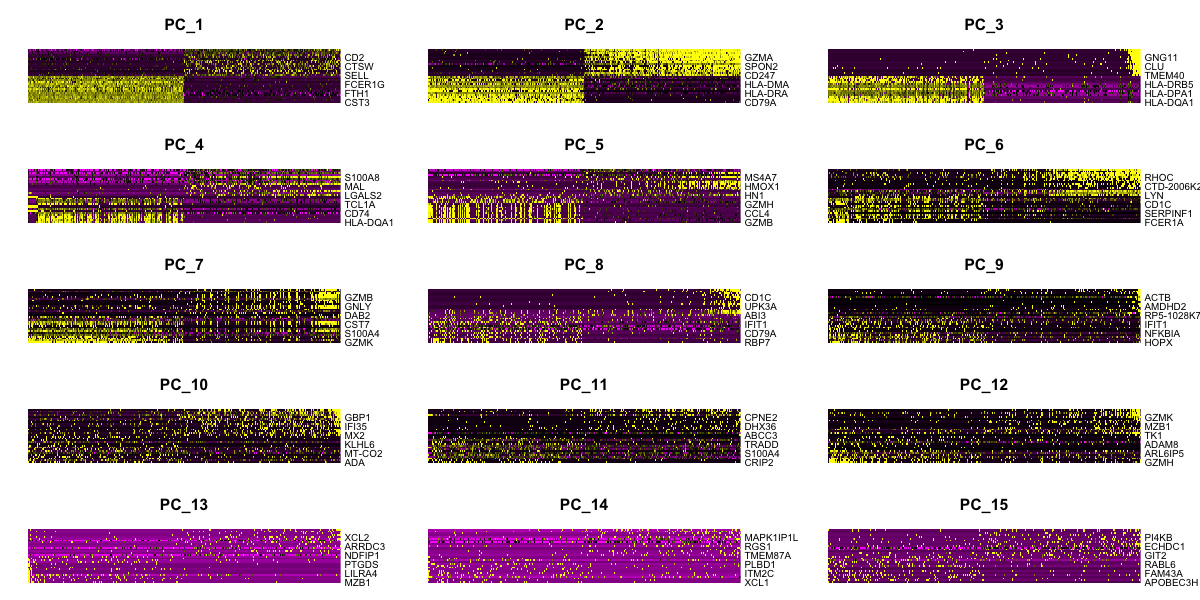 PC_1
CD2
CTSW
SELL
FCER1G
FTH1
CST3
PC_2
GZMA
SPON2
CD247
HLA-DMA
HLA-DRA
CD79A
PC_3
GNG11
CLU
TMEM40
HLA-DRB5
HLA-DPA1
HLA-DQA1
PC_4
S100A8
MAL
LGALS2
TCL1A
CD74
HLA-DQA1
PC_5
MS4A7
HMOX1
HN1
GZMH
CCL4
GZMB
PC_6
RHOC
CTD-2006K2
LYN
CD1C
SERPINF1
FCER1A
PC_7
GZMB
GNLY
DAB2
CST7
S100A4
GZMK
PC_8
CD1C
UPK3A
ABI3
IFIT1
CD79A
RBP7
PC_9
ACTB
AMDHD2
RP5-1028K7
IFIT1
NFKBIA
HOPX
PC_10
GBP1
IFI35
MX2
KLHL6
MT-CO2
ADA
PC_11
CPNE2
DHX36
ABCC3
TRADD
S100A4
CRIP2
PC_12
GZMK
MZB1
TK1
ADAM8
ARL6IP5
GZMH
PC_13
XCL2
ARRDC3
NDFIP1
PTGDS
LILRA4
MZB1
PC_14
MAPK1IP1L
RGS1
TMEM87A
PLBD1
ITM2C
XCL1
PC_15
PI4KB
ECHDC1
GIT2
RABL6
FAM43A
APOBEC3H